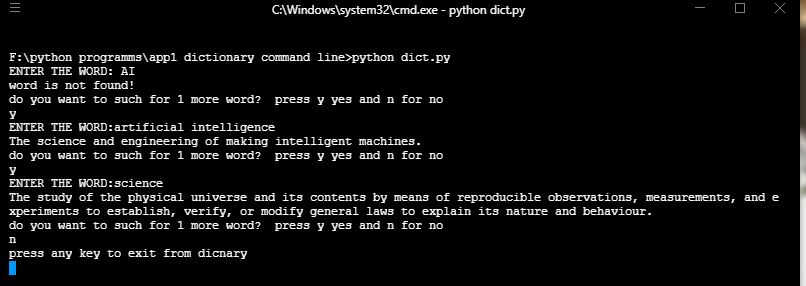 C:\Windows\system32\cmd.exe - python dict.py
F:\python programms\app1 dictionary command line>python dict.py
ENTER THE WORD: AI
word is not found!
do you want to such for 1 more word?  press y yes and n for no
y
ENTER THE WORD:artificial intelligence
The science and engineering of making intelligent machines.
do you want to such for 1 more word?  press y yes and n for no
y
ENTER THE WORD:science
The study of the physical universe and its contents by means of reproducible observations, measurements, and e
xperiments to establish, verify, or modify general laws to explain its nature and behaviour.
do you want to such for 1 more word?  press y yes and n for no
n
press any key to exit from dicnary